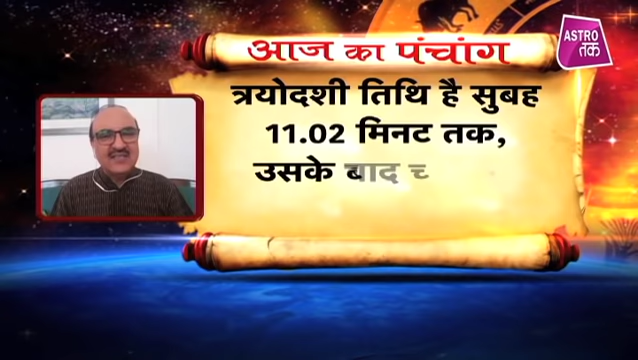 आज का पंचांग
ASTRO
तक
त्रयोदशी तिथि है सुबह
11.02 मिनट तक,
उसके बाद च